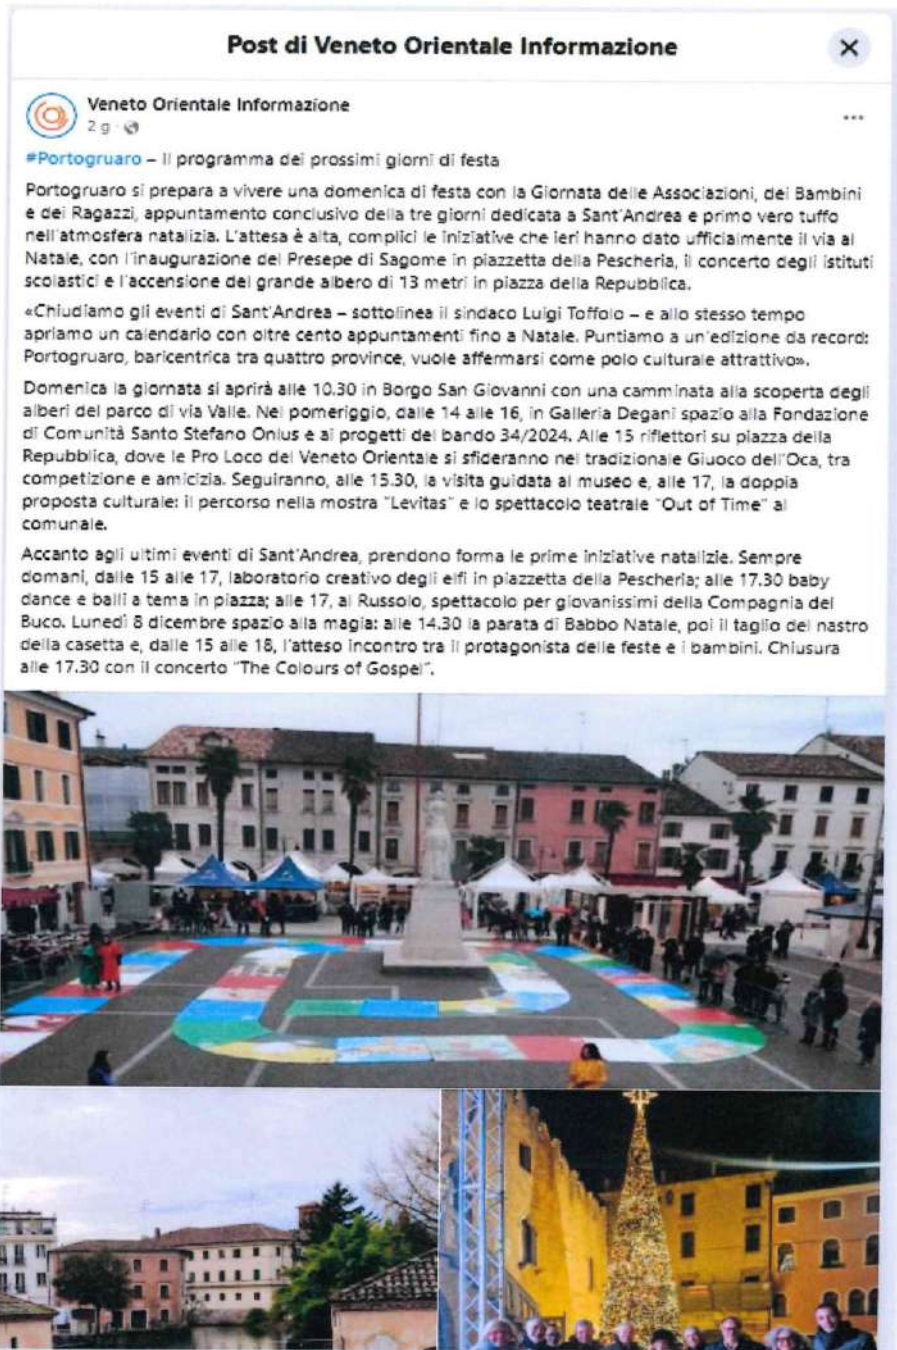 Post di Veneto Orientale Informazione
Veneto Orientale Informazione
2 g
#Portogruaro – Il programma dei prossimi giorni di festa
Portogruaro si prepara a vivere una domenica di festa con la Giornata delle Associazioni, dei Bambini
e dei Ragazzi, appuntamento conclusivo della tre giorni dedicata a Sant'Andrea e primo vero tuffo
nell'atmosfera natalizia. L'attesa è alta, complici le iniziative che ieri hanno dato ufficialmente il via al
Natale, con l'inaugurazione del Presepe di Sagome in piazzetta della Pescheria, il concerto degli istituti
scolastici e l'accensione del grande albero di 13 metri in piazza della Repubblica.
«Chiudiamo gli eventi di Sant'Andrea – sottolinea il sindaco Luigi Toffolo – e allo stesso tempo
apriamo un calendario con oltre cento appuntamenti fino a Natale. Puntiamo a un'edizione da record:
Portogruaro, baricentrica tra quattro province, vuole affermarsi come polo culturale attrattivo».
Domenica la giornata si aprirà alle 10.30 in Borgo San Giovanni con una camminata alla scoperta degli
alberi del parco di via Valle. Nel pomeriggio, dalle 14 alle 16, in Galleria Degani spazio alla Fondazione
di Comunità Santo Stefano Onlus e ai progetti del bando 34/2024. Alle 15 riflettori su piazza della
Repubblica, dove le Pro Loco del Veneto Orientale si sfideranno nel tradizionale Giuoco dell'Oca, tra
competizione e amicizia. Seguiranno, alle 15.30, la visita guidata al museo e, alle 17, la doppia
proposta culturale: il percorso nella mostra "Levitas" e lo spettacolo teatrale "Out of Time" al
comunale.
Accanto agli ultimi eventi di Sant'Andrea, prendono forma le prime iniziative natalizie. Sempre
domani, dalle 15 alle 17, laboratorio creativo degli elfi in piazzetta della Pescheria; alle 17.30 baby
dance e balli a tema in piazza; alle 17, al Russolo, spettacolo per giovanissimi della Compagnia del
Buco. Lunedì 8 dicembre spazio alla magia: alle 14.30 la parata di Babbo Natale, poi il taglio del nastro
della casetta e, dalle 15 alle 18, l'atteso incontro tra il protagonista delle feste e i bambini. Chiusura
alle 17.30 con il concerto "The Colours of Gospel".